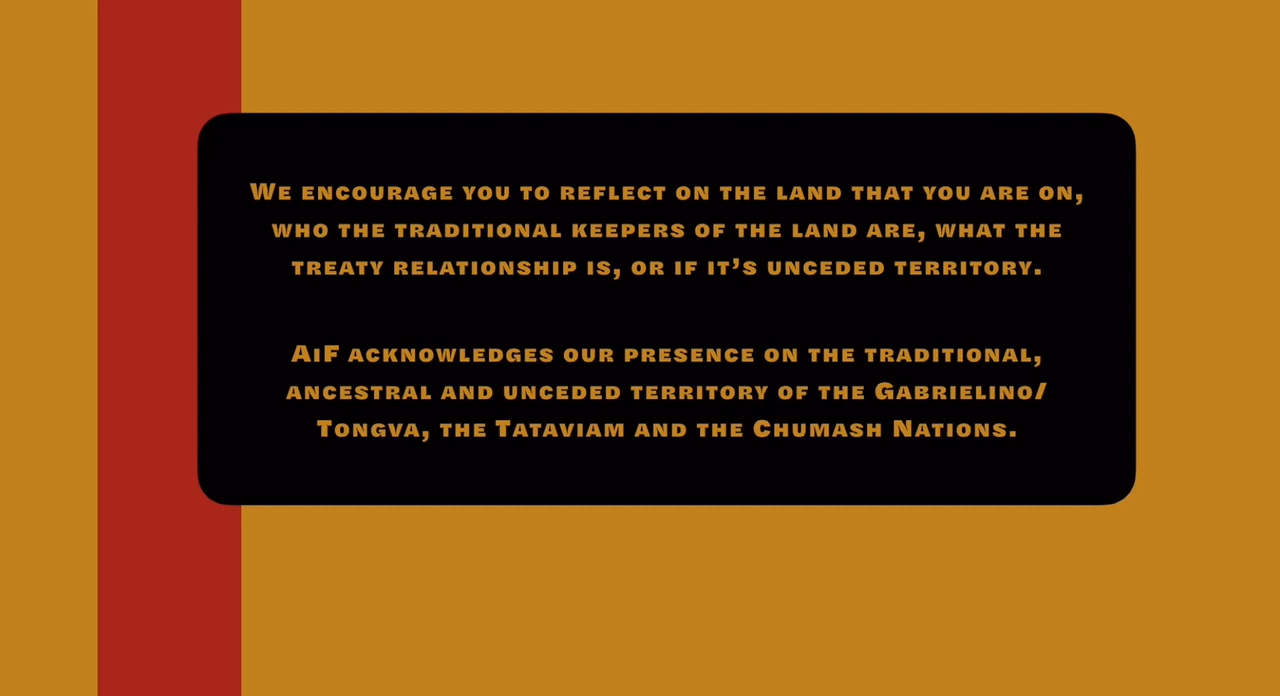 We encourage you to reflect on the land that you are on,
who the traditional keepers of the land are, what the
treaty relationship is, or if it’s unceded territory.
AiF acknowledges our presence on the traditional,
ancestral and unceded territory of the Gabrielino/
Tongva, the Tataviam and the Chumash Nations.